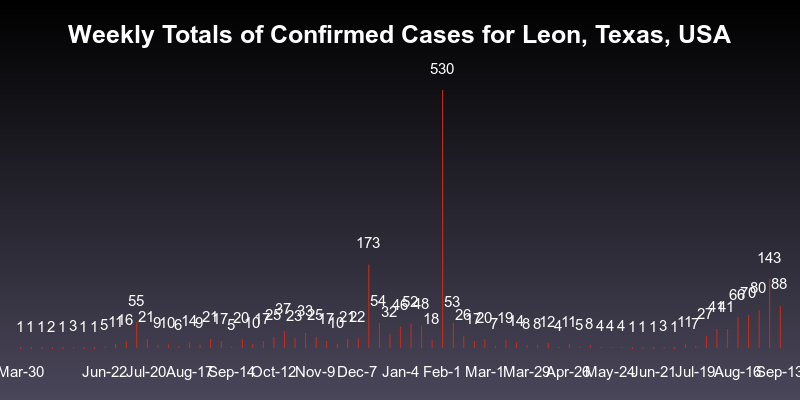 Weekly Totals of Confirmed Cases for Leon, Texas, USA
530
173
143
55 54 32 46 52 48 18 53 66 70 80 88
1 1 1 2 1 3 1 1 5 11 16 21 9 10 6 14 9 21 17 5 20 10 17 25 37 23 33 25 17 10 21 22 26 17 20 7 19 14 8 8 12 4 11 5 8 4 4 4 1 1 1 3 1 11 7 27 41 41
Mar-30 Jun-22 Jul-20 Aug-17 Sep-14 Oct-12 Nov-9 Dec-7 Jan-4 Feb-1 Mar-1 Mar-29 Apr-26 May-24 Jun-21 Jul-19 Aug-16 Sep-13